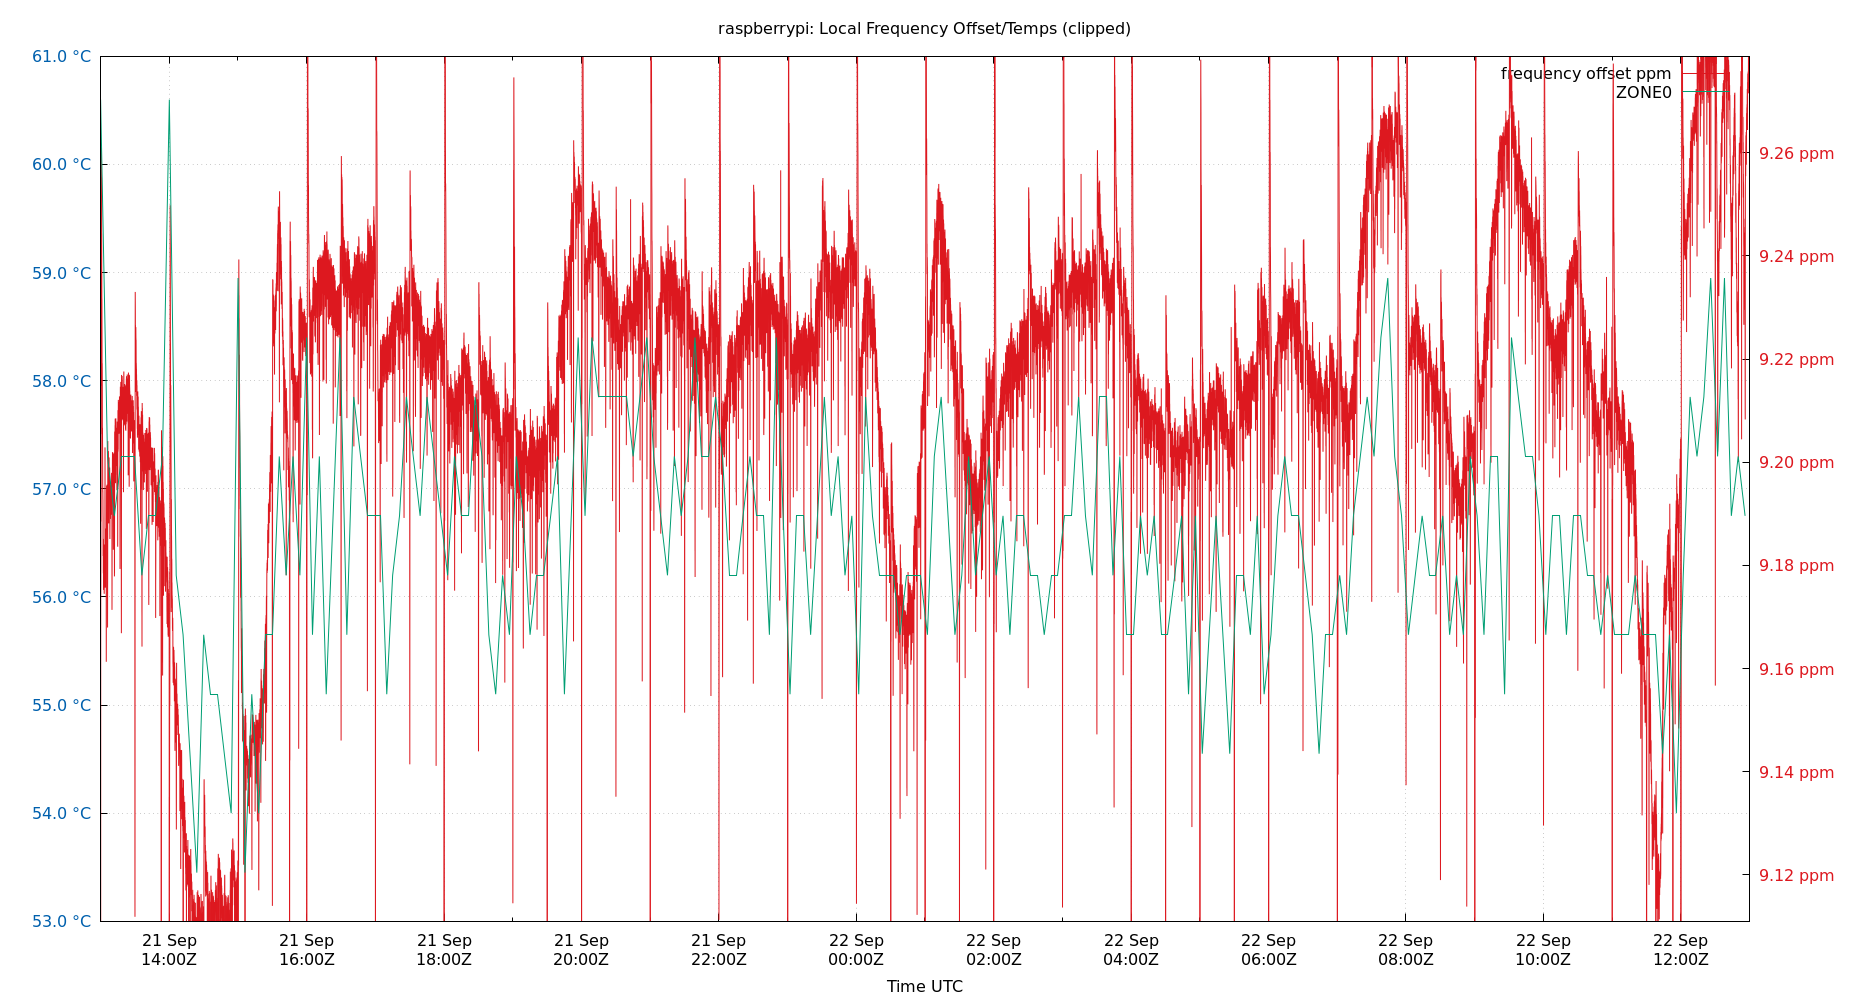 raspberrypi: Local Frequency Offset/Temps (clipped)
61.0 °C
60.0 °C
59.0 °C
58.0 °C
57.0 °C
56.0 °C
55.0 °C
54.0 °C
53.0 °C
frequency offset ppm
ZONE0
9.26 ppm
9.24 ppm
9.22 ppm
9.20 ppm
9.18 ppm
9.16 ppm
9.14 ppm
9.12 ppm
21 Sep 21 Sep 21 Sep 21 Sep 21 Sep 22 Sep 22 Sep 22 Sep 22 Sep 22 Sep 22 Sep 22 Sep
14:00Z 16:00Z 18:00Z 20:00Z 22:00Z 00:00Z 02:00Z 04:00Z 06:00Z 08:00Z 10:00Z 12:00Z
Time UTC